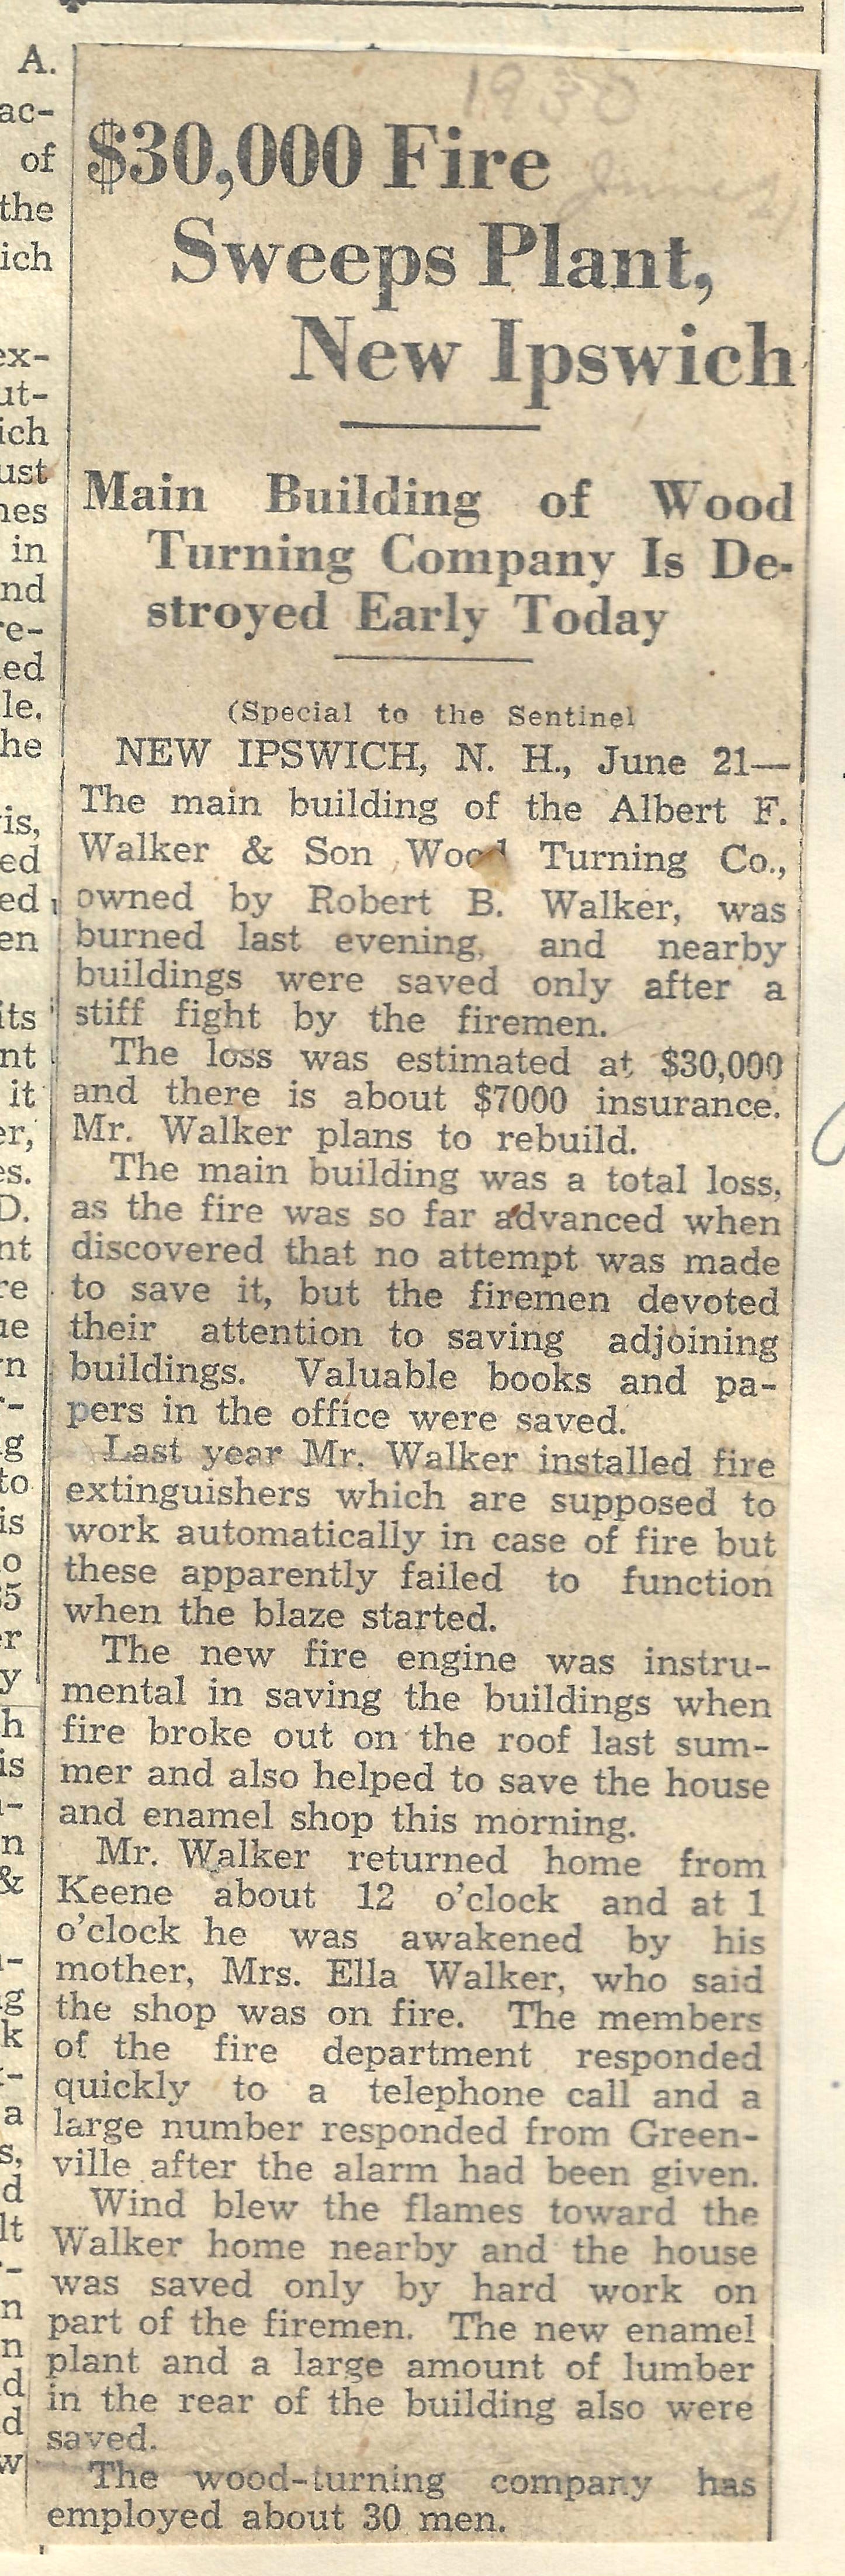 1930
$30,000 Fire
Sweeps Plant,
New Ipswich
Main Building of Wood
Turning Company Is De-
stroyed Early Today
(Special to the Sentinel
NEW IPSWICH, N. H., June 21—
The main building of the Albert F.
Walker & Son Wood Turning Co.,
owned by Robert B. Walker, was
burned last evening, and nearby
buildings were saved only after a
stiff fight by the firemen.
The loss was estimated at $30,000
and there is about $7000 insurance.
Mr. Walker plans to rebuild.
The main building was a total loss,
as the fire was so far advanced when
discovered that no attempt was made
to save it, but the firemen devoted
their attention to saving adjoining
buildings. Valuable books and pa-
pers in the office were saved.
Last year Mr. Walker installed fire
extinguishers which are supposed to
work automatically in case of fire but
these apparently failed to function
when the blaze started.
The new fire engine was instru-
mental in saving the buildings when
fire broke out on the roof last sum-
mer and also helped to save the house
and enamel shop this morning.
Mr. Walker returned home from
Keene about 12 o'clock and at 1
o'clock he was awakened by his
mother, Mrs. Ella Walker, who said
the shop was on fire. The members
of the fire department responded
quickly to a telephone call and a
large number responded from Green-
ville after the alarm had been given.
Wind blew the flames toward the
Walker home nearby and the house
was saved only by hard work on
part of the firemen. The new enamel
plant and a large amount of lumber
in the rear of the building also were
saved.
The wood-turning company has
employed about 30 men.